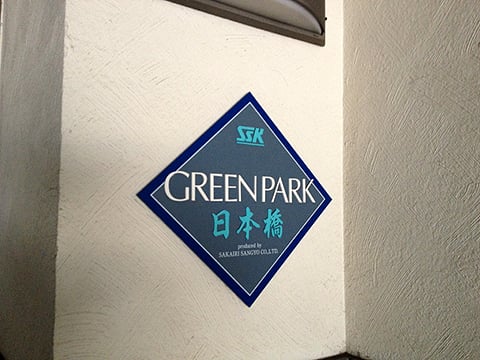 SSK
GREEN PARK
日本橋
produced by
SAKAIRI SANGYO CO.,LTD.